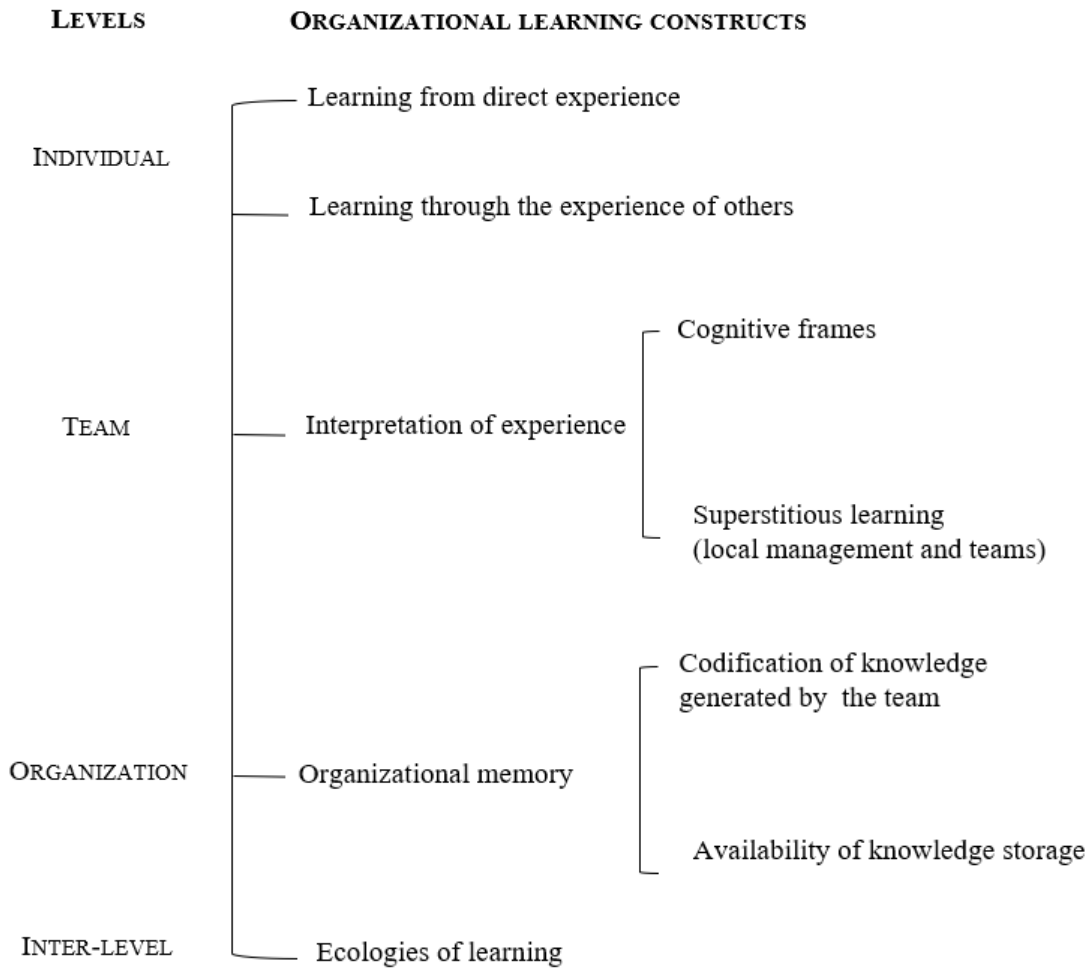 LEVELS ORGANIZATIONAL LEARNING CONSTRUCTS
Learning from direct experience
INDIVIDUAL
Learning through the experience of others
Cognitive frames
TEAM Interpretation of experience
Superstitious learning
(local management and teams)
Codification of knowledge
generated by the team
ORGANIZATION Organizational memory
Availability of knowledge storage
INTER-LEVEL Ecologies of learning